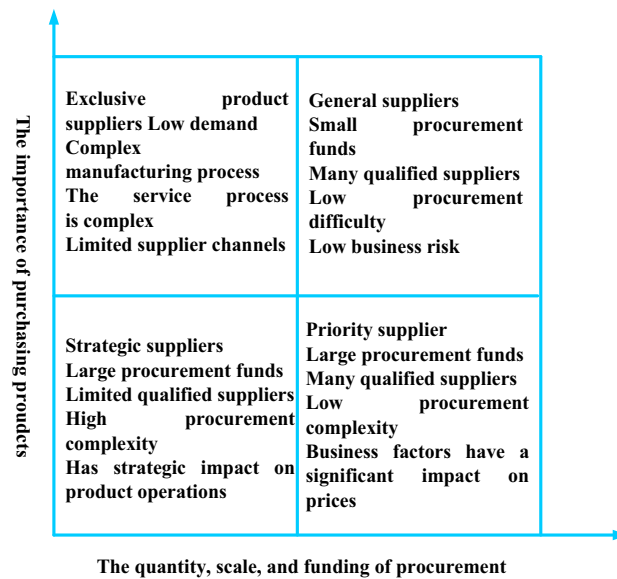 The importance of purchasing proudcts
Exclusive product
suppliers Low demand
Complex
manufacturing process
The service process
is complex
Limited supplier channels
General suppliers
Small procurement
funds
Many qualified suppliers
Low procurement
difficulty
Low business risk
Strategic suppliers
Large procurement funds
Limited qualified suppliers
High procurement
complexity
Has strategic impact on
product operations
Priority supplier
Large procurement funds
Many qualified suppliers
Low procurement
complexity
Business factors have a
significant impact on
prices
The quantity, scale, and funding of procurement